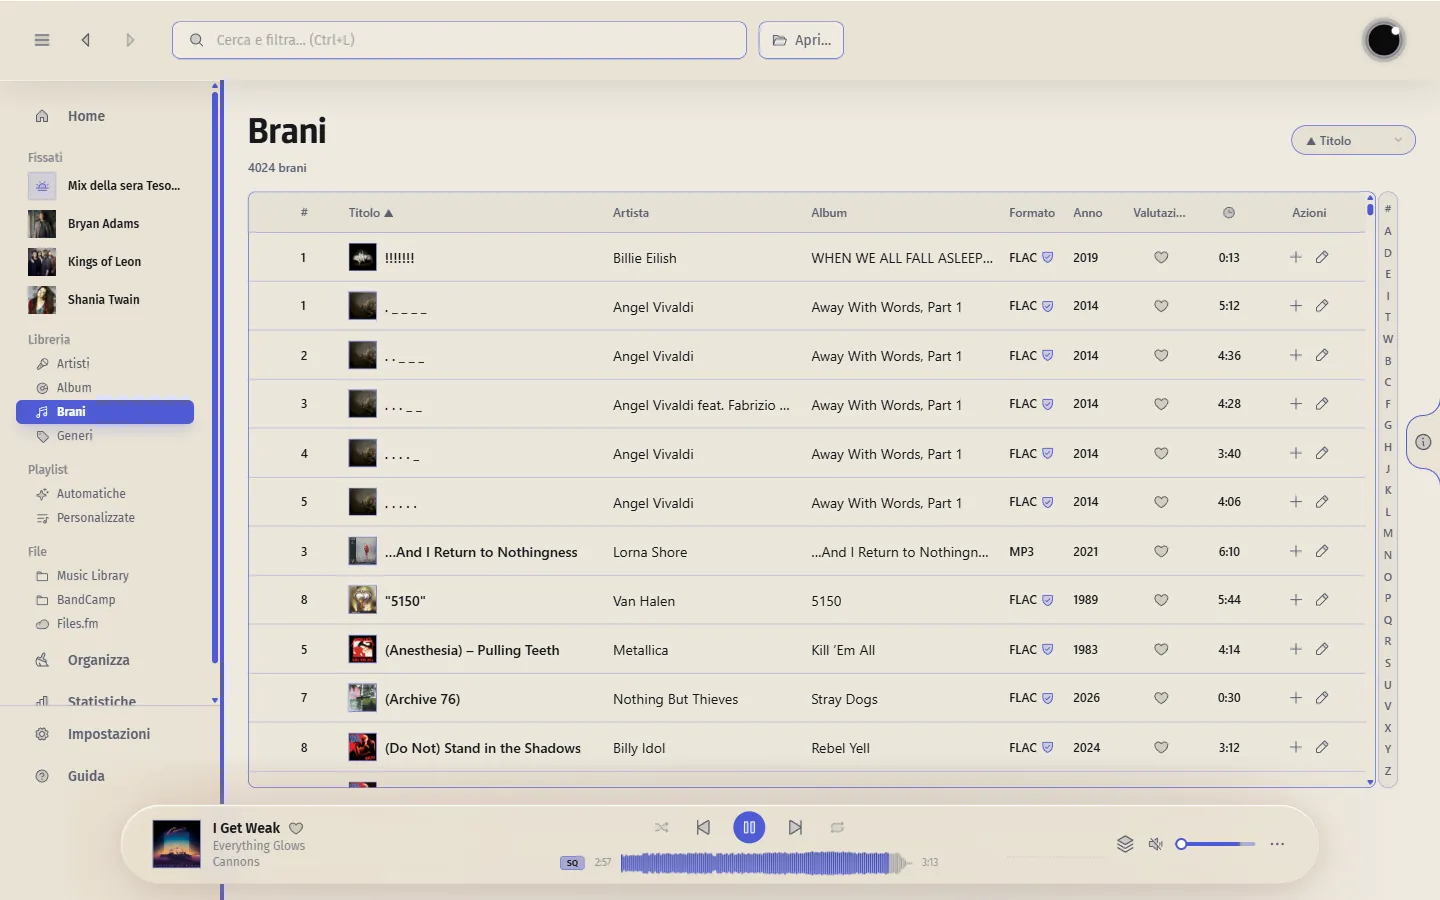 Cerca e filtra... (Ctrl+L)
Apri...
Home
Fissati
Mix della sera Teso...
Bryan Adams
Kings of Leon
Shania Twain
Libreria
Artisti
Album
Brani
Generi
Playlist
Automatiche
Personalizzate
File
Music Library
BandCamp
Files.fm
Organizza
Statistiche
Impostazioni
Guida
Brani
4024 brani
▲ Titolo
# Titolo ▲ Artista Album Formato Anno Valutazi... Azioni
1 !!!!!!! Billie Eilish WHEN WE ALL FALL ASLEEP... FLAC 2019 0:13
1 . _ _ _ _ Angel Vivaldi Away With Words, Part 1 FLAC 2014 5:12
2 . . _ _ _ Angel Vivaldi Away With Words, Part 1 FLAC 2014 4:36
3 . . . _ _ Angel Vivaldi feat. Fabrizio ... Away With Words, Part 1 FLAC 2014 4:28
4 . . . . _ Angel Vivaldi Away With Words, Part 1 FLAC 2014 3:40
5 . . . . . Angel Vivaldi Away With Words, Part 1 FLAC 2014 4:06
3 ...And I Return to Nothingness Lorna Shore ...And I Return to Nothingn... MP3 2021 6:10
8 "5150" Van Halen 5150 FLAC 1989 5:44
5 (Anesthesia) – Pulling Teeth Metallica Kill 'Em All FLAC 1983 4:14
7 (Archive 76) Nothing But Thieves Stray Dogs FLAC 2026 0:30
8 (Do Not) Stand in the Shadows Billy Idol Rebel Yell FLAC 2024 3:12
#
A
D
E
I
T
W
B
C
F
G
H
J
K
L
M
N
O
P
Q
R
S
U
V
X
Y
Z
I Get Weak
Everything Glows
Cannons
SQ 2:57 3:13